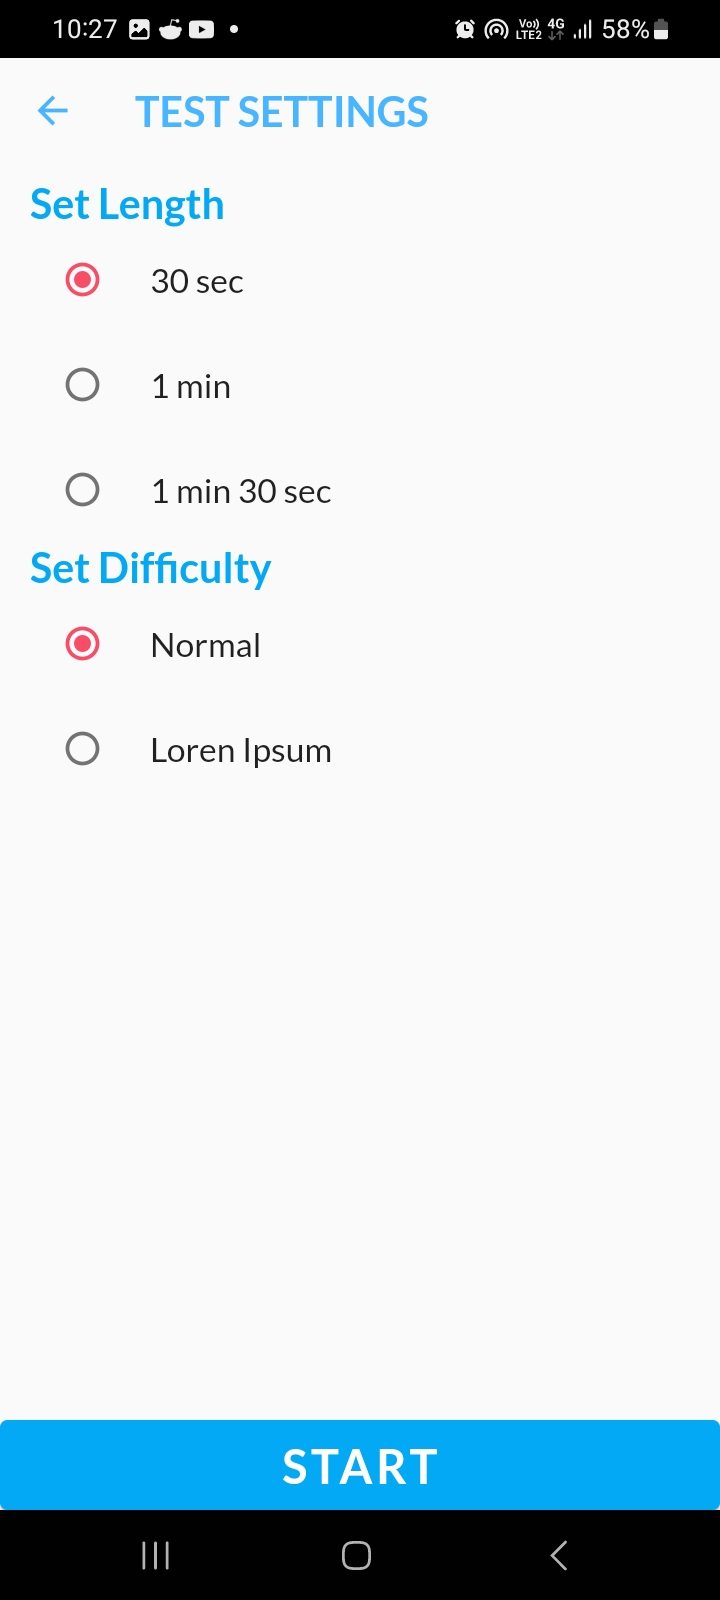 10:27 Vo)) LTE2 4G 58%
TEST SETTINGS
Set Length
30 sec
1 min
1 min 30 sec
Set Difficulty
Normal
Loren Ipsum
START